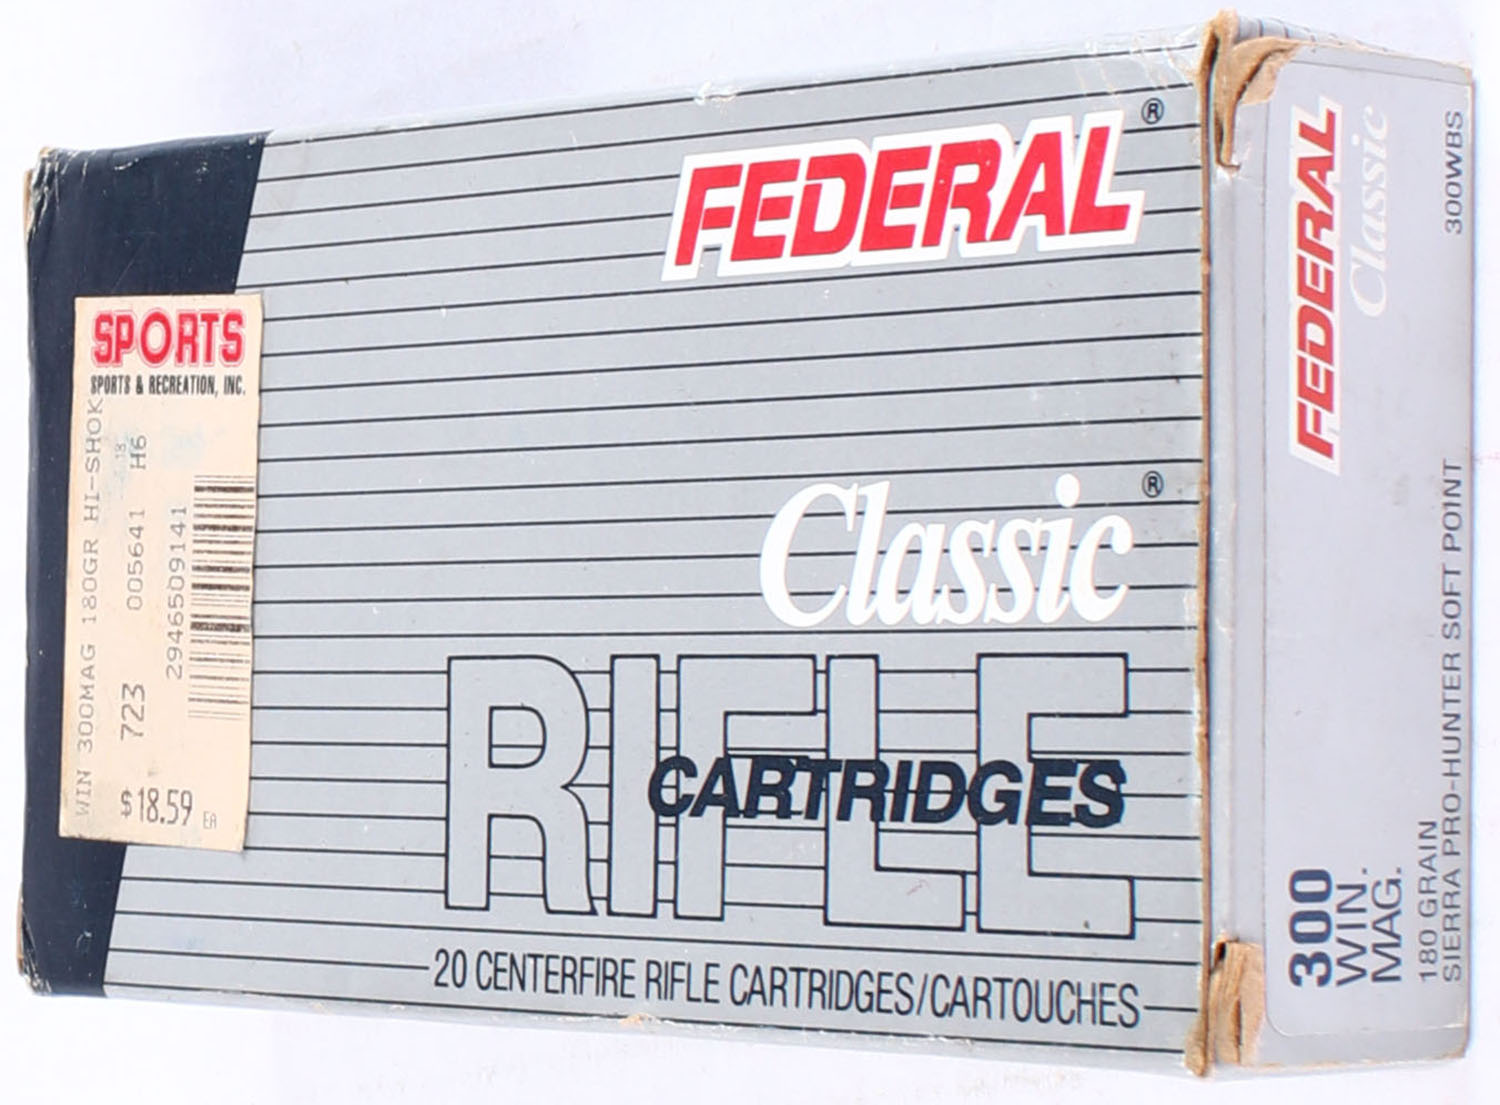 FEDERAL®
Classic®
RIFLE
CARTRIDGES
20 CENTERFIRE RIFLE CARTRIDGES/CARTOUCHES
SPORTS
SPORTS & RECREATION, INC.
WIN 300MAG 180GR HI-SHOK
18
723 005641 H6
2946509141
$18.59 EA
FEDERAL
Classic
300
WIN.
MAG.
180 GRAIN
SIERRA PRO-HUNTER SOFT POINT
300WBS